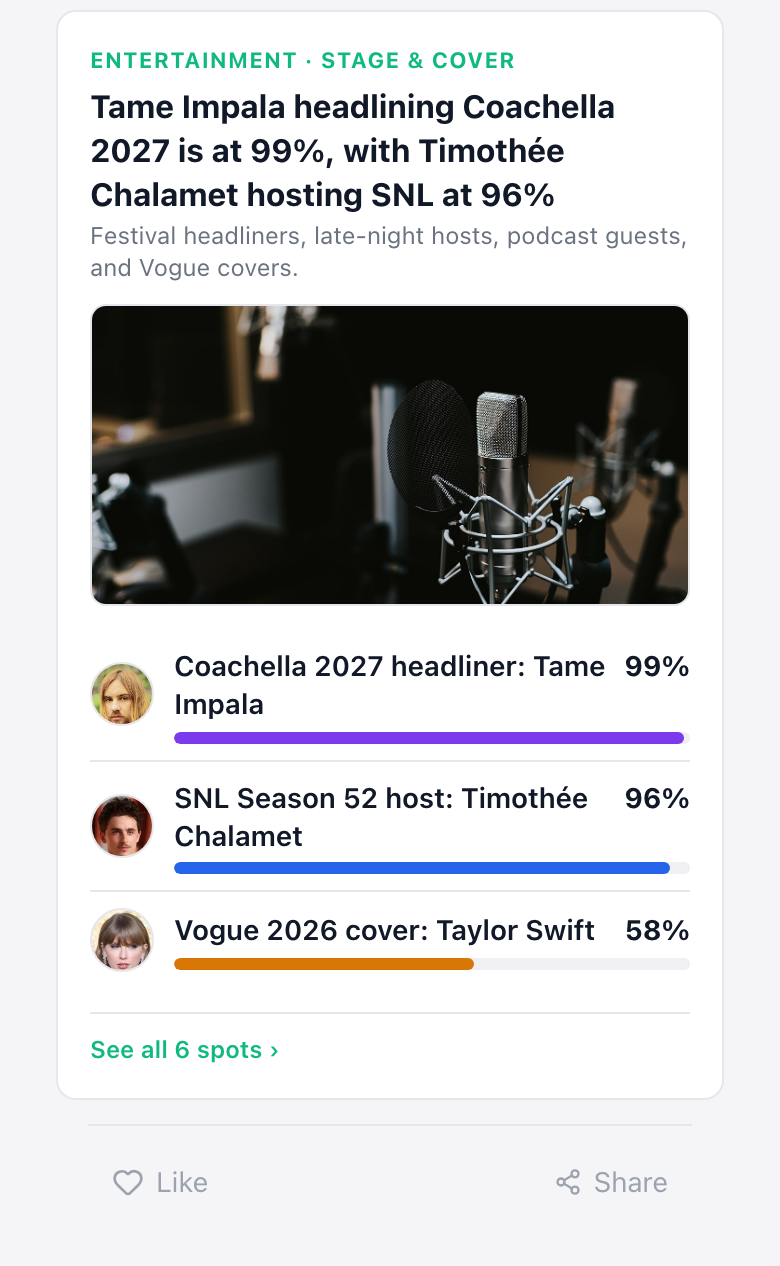 ENTERTAINMENT · STAGE & COVER
Tame Impala headlining Coachella
2027 is at 99%, with Timothée
Chalamet hosting SNL at 96%
Festival headliners, late-night hosts, podcast guests,
and Vogue covers.
Coachella 2027 headliner: Tame 99%
Impala
SNL Season 52 host: Timothée 96%
Chalamet
Vogue 2026 cover: Taylor Swift 58%
See all 6 spots ›
Like Share